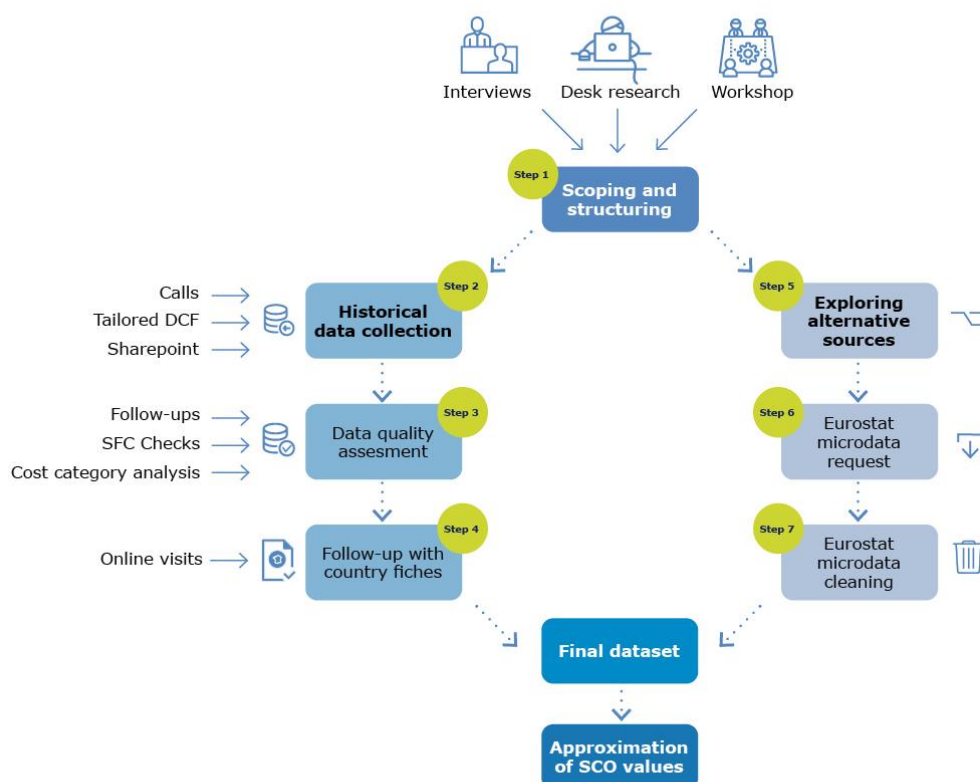 Interviews
Desk research
Workshop
Step 1
Scoping and
structuring
Calls
Tailored DCF
Sharepoint
Step 2
Historical
data collection
Step 5
Exploring
alternative
sources
Follow-ups
SFC Checks
Cost category analysis
Step 3
Data quality
assesment
Step 6
Eurostat
microdata
request
Online visits
Step 4
Follow-up with
country fiches
Step 7
Eurostat
microdata
cleaning
Final dataset
Approximation
of SCO values